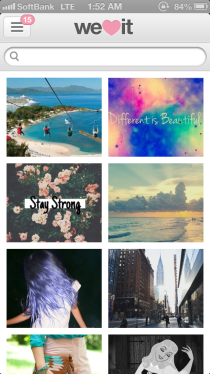 SoftBank LTE 1:52 AM 84%
15
we♥it
Different is Beautiful
Stay Strong